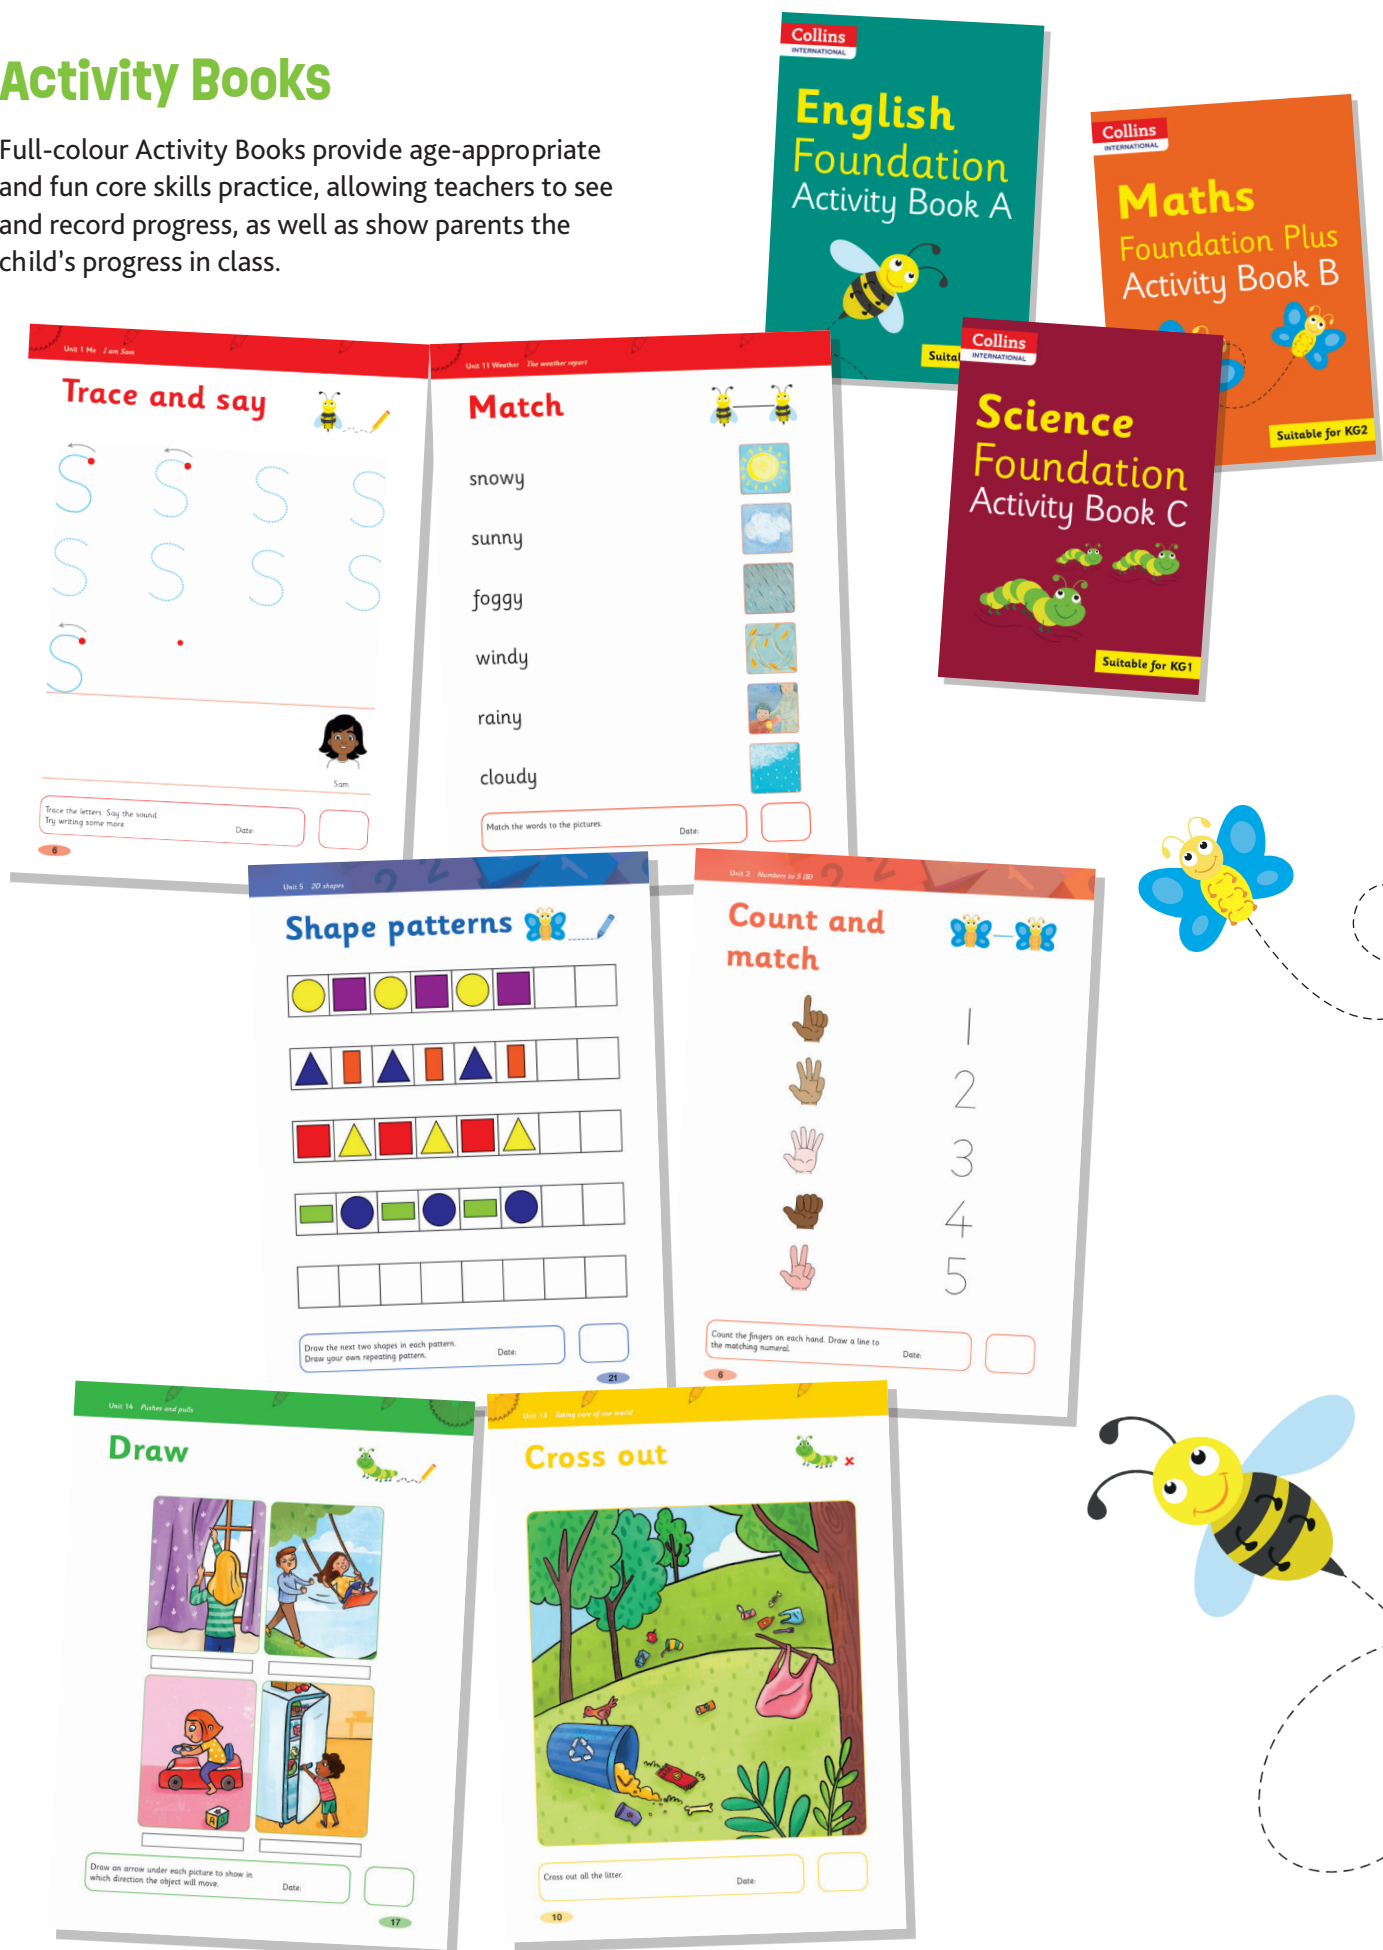 Activity Books
Full-colour Activity Books provide age-appropriate
and fun core skills practice, allowing teachers to see
and record progress, as well as show parents the
child's progress in class.
Collins
INTERNATIONAL
English
Foundation
Activity Book A
Suita
Collins
INTERNATIONAL
Maths
Foundation Plus
Activity Book B
Suitable for KG2
Collins
INTERNATIONAL
Science
Foundation
Activity Book C
Suitable for KG1
Unit 1 Me I am Sam
Trace and say
S S S S
S S S S
S
Sam
Trace the letters. Say the sound.
Try writing some more.
Date:
6
Unit 11 Weather The weather report
Match
snowy
sunny
foggy
windy
rainy
cloudy
Match the words to the pictures.
Date:
Unit 5 2D shapes
Shape patterns
Draw the next two shapes in each pattern.
Draw your own repeating pattern.
Date:
21
Unit 2 Numbers to 5 (B)
Count and
match
1
2
3
4
5
Count the fingers on each hand. Draw a line to
the matching numeral.
Date:
6
Unit 14 Pushes and pulls
Draw
Draw an arrow under each picture to show in
which direction the object will move.
Date:
17
Unit 13 Taking care of our world
Cross out
Cross out all the litter.
Date:
10